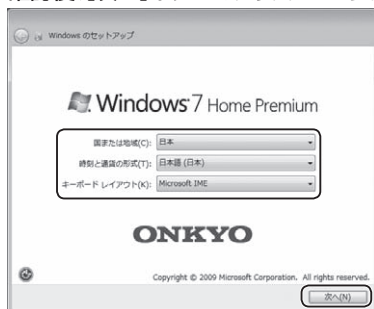 Windows のセットアップ
Windows 7 Home Premium
国または地域(C): 日本
時刻と通貨の形式(T): 日本語 (日本)
キーボード レイアウト(K): Microsoft IME
ONKYO
Copyright © 2009 Microsoft Corporation. All rights reserved.
次へ(N)